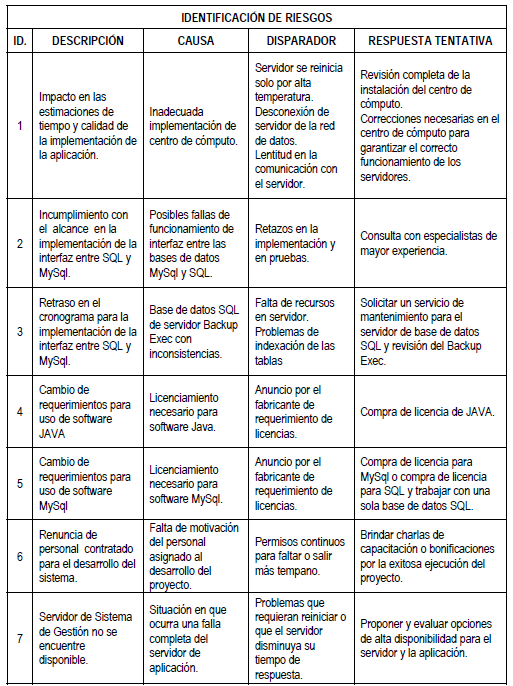 IDENTIFICACIÓN DE RIESGOS
ID. DESCRIPCIÓN CAUSA DISPARADOR RESPUESTA TENTATIVA
1
Impacto en las
estimaciones de
tiempo y calidad de
la implementación de
la aplicación.
Inadecuada
implementación de
centro de cómputo.
Servidor se reinicia
solo por alta
temperatura.
Desconexión de
servidor de la red
de datos.
Lentitud en la
comunicación con
el servidor.
Revisión completa de la
instalación del centro de
cómputo.
Correcciones necesarias en el
centro de cómputo para
garantizar el correcto
funcionamiento de los
servidores.
2
Incumplimiento con
el alcance en la
implementación de la
interfaz entre SQL y
MySql.
Posibles fallas de
funcionamiento de
interfaz entre las
bases de datos
MySql y SQL.
Retazos en la
implementación y
en pruebas.
Consulta con especialistas de
mayor experiencia.
3
Retraso en el
cronograma para la
implementación de la
interfaz entre SQL y
MySql.
Base de datos SQL
de servidor Backup
Exec con
inconsistencias.
Falta de recursos
en servidor.
Problemas de
indexación de las
tablas
Solicitar un servicio de
mantenimiento para el
servidor de base de datos
SQL y revisión del Backup
Exec.
4
Cambio de
requerimientos para
uso de software
JAVA
Licenciamiento
necesario para
software Java.
Anuncio por el
fabricante de
requerimiento de
licencias.
Compra de licencia de JAVA.
5
Cambio de
requerimientos para
uso de software
MySql
Licenciamiento
necesario para
software MySql.
Anuncio por el
fabricante de
requerimiento de
licencias.
Compra de licencia para
MySql o compra de licencia
para SQL y trabajar con una
sola base de datos SQL.
6
Renuncia de
personal contratado
para el desarrollo del
sistema.
Falta de motivación
del personal
asignado al
desarrollo del
proyecto.
Permisos continuos
para faltar o salir
más tempano.
Brindar charlas de
capacitación o bonificaciones
por la exitosa ejecución del
proyecto.
7
Servidor de Sistema
de Gestión no se
encuentre
disponible.
Situación en que
ocurra una falla
completa del
servidor de
aplicación.
Problemas que
requieran reiniciar o
que el servidor
disminuya su
tiempo de
respuesta.
Proponer y evaluar opciones
de alta disponibilidad para el
servidor y la aplicación.